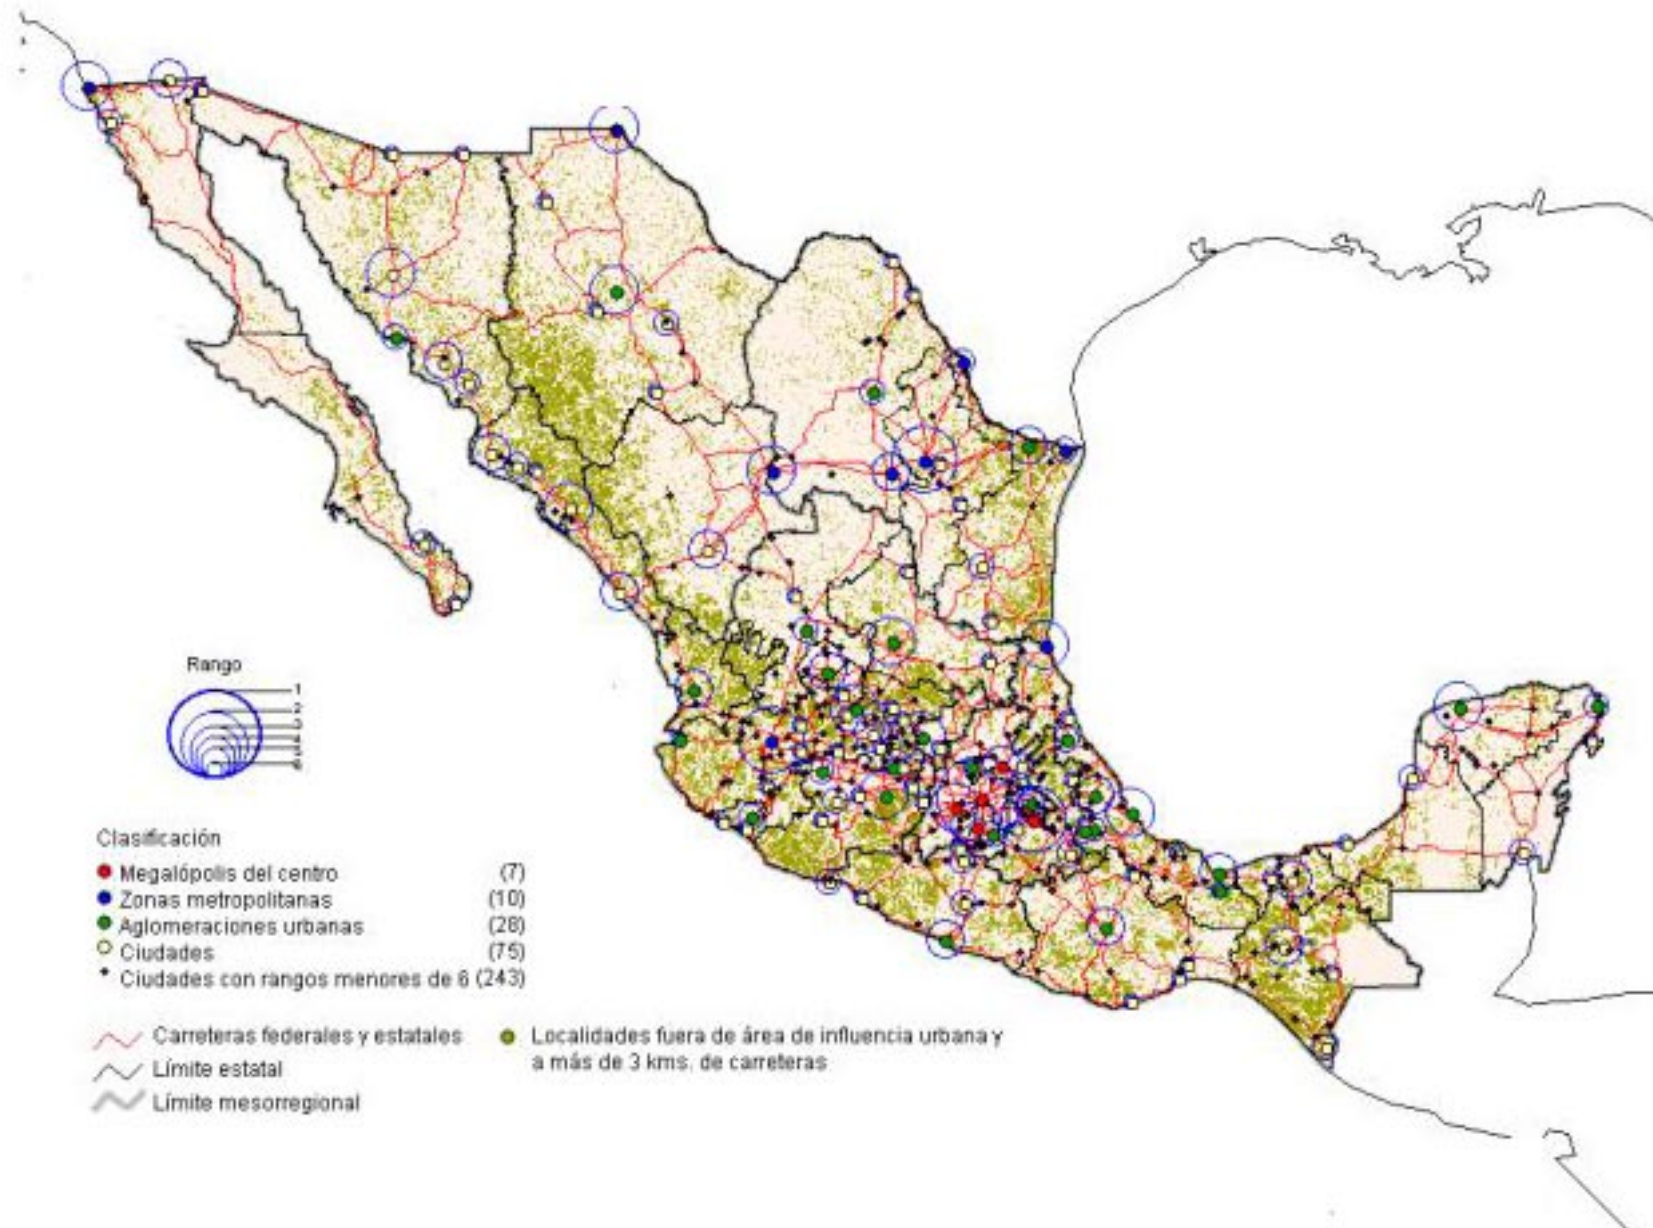 Rango
1
2
3
4
5
6
Clasificación
Megalópolis del centro (7)
Zonas metropolitanas (10)
Aglomeraciones urbanas (28)
Ciudades (75)
Ciudades con rangos menores de 6 (243)
Carreteras federales y estatales
Límite estatal
Límite mesorregional
Localidades fuera de área de influencia urbana y
a más de 3 kms. de carreteras